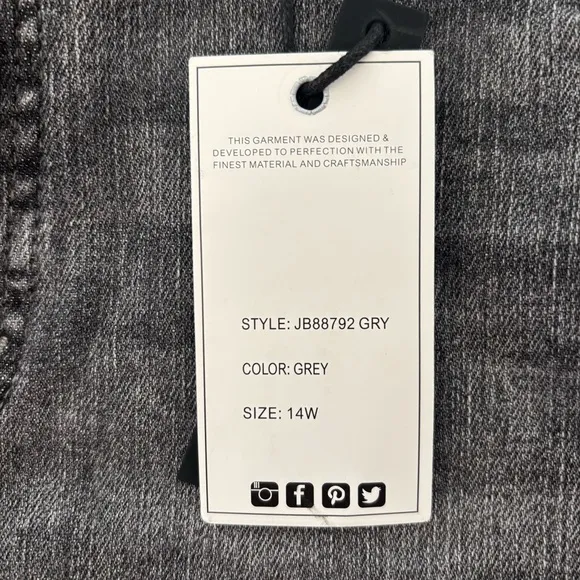 THIS GARMENT WAS DESIGNED &
DEVELOPED TO PERFECTION WITH THE
FINEST MATERIAL AND CRAFTSMANSHIP
STYLE: JB88792 GRY
COLOR: GREY
SIZE: 14W